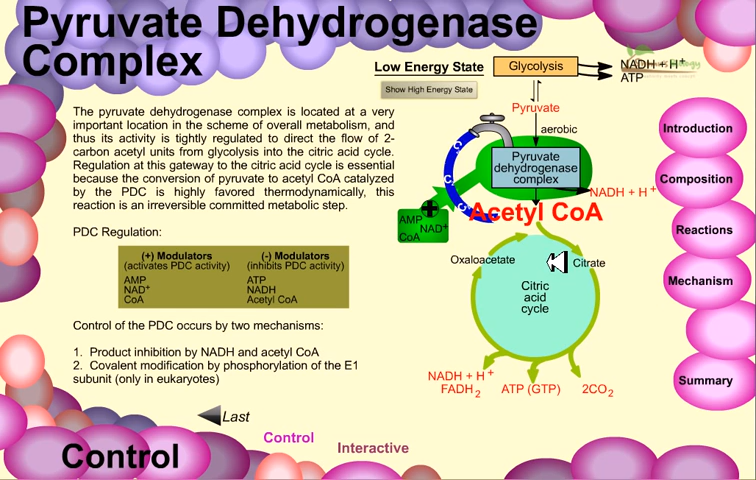 Pyruvate Dehydrogenase
Complex
Low Energy State
Show High Energy State
Glycolysis
NADH + H+
ATP
Pyruvate
aerobic
Pyruvate
dehydrogenase
complex
NADH + H+
Acetyl CoA
AMP
NAD+
CoA
Oxaloacetate
Citrate
Citric
acid
cycle
NADH + H+
FADH2
ATP (GTP)
2CO2
The pyruvate dehydrogenase complex is located at a very
important location in the scheme of overall metabolism, and
thus its activity is tightly regulated to direct the flow of 2-
carbon acetyl units from glycolysis into the citric acid cycle.
Regulation at this gateway to the citric acid cycle is essential
because the conversion of pyruvate to acetyl CoA catalyzed
by the PDC is highly favored thermodynamically, this
reaction is an irreversible committed metabolic step.
PDC Regulation:
(+) Modulators (-) Modulators
(activates PDC activity) (inhibits PDC activity)
AMP ATP
NAD+ NADH
CoA Acetyl CoA
Control of the PDC occurs by two mechanisms:
1. Product inhibition by NADH and acetyl CoA
2. Covalent modification by phosphorylation of the E1
subunit (only in eukaryotes)
Last
Control
Interactive
Control
Introduction
Composition
Reactions
Mechanism
Summary